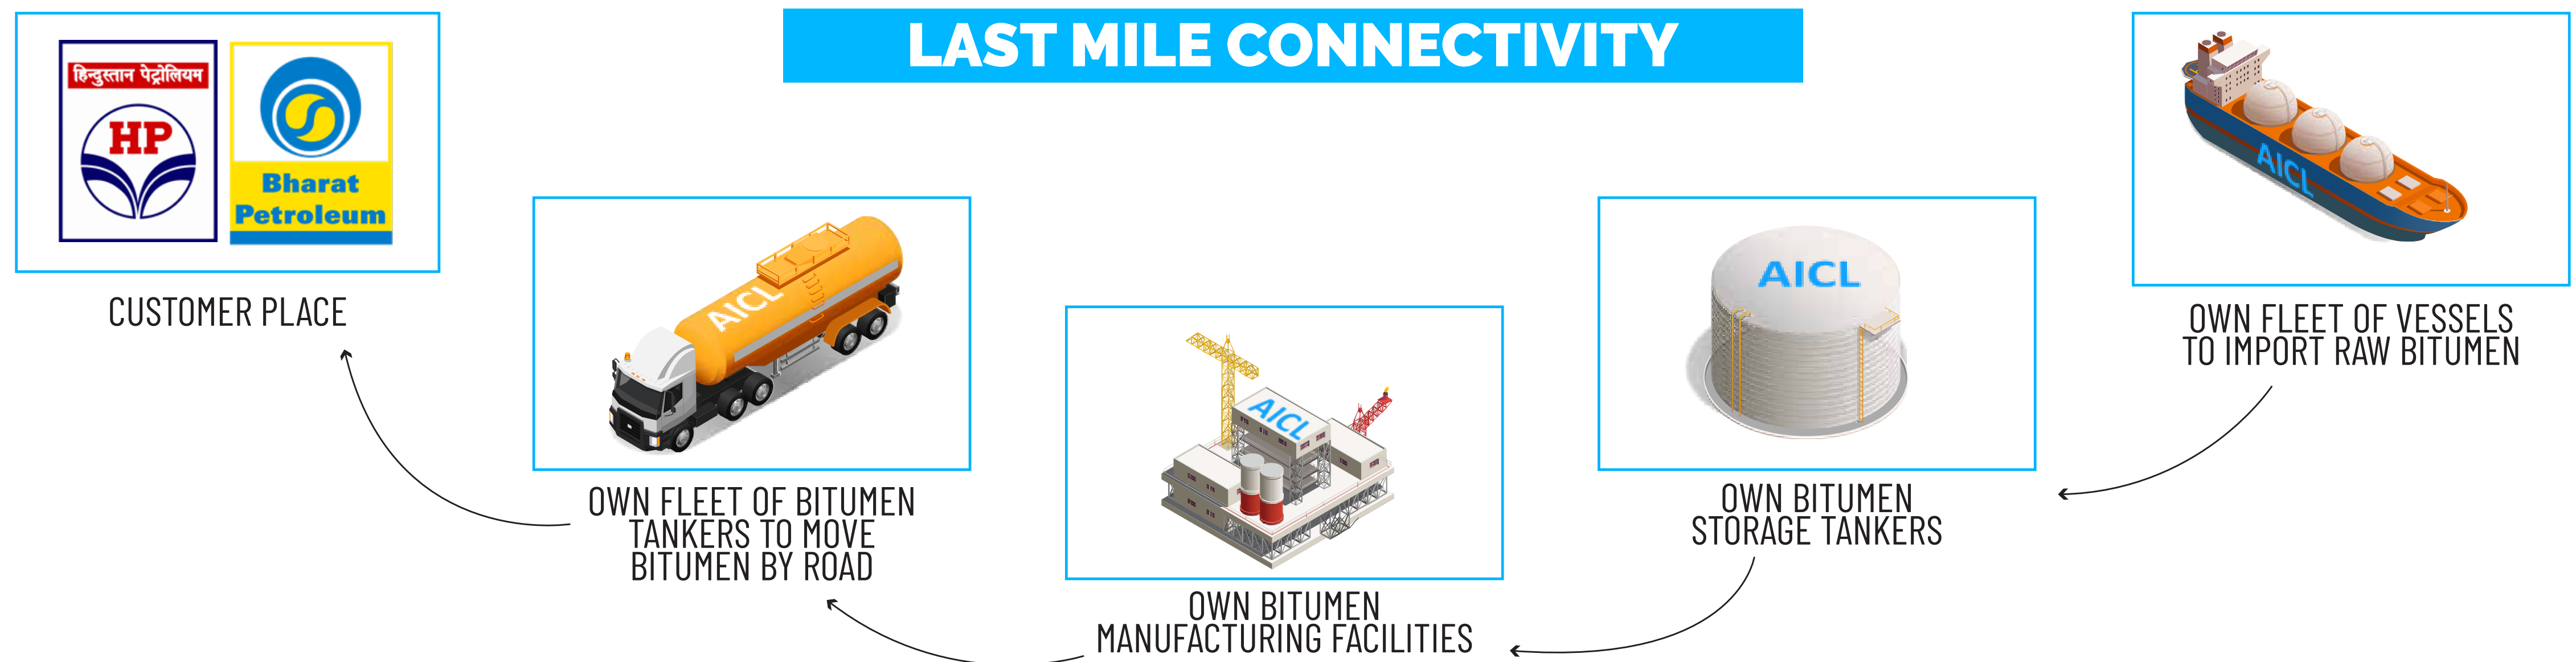 LAST MILE CONNECTIVITY
हिन्दुस्तान पेट्रोलियम
HP
Bharat
Petroleum
CUSTOMER PLACE
AICL
OWN FLEET OF BITUMEN
TANKERS TO MOVE
BITUMEN BY ROAD
AICL
OWN BITUMEN
MANUFACTURING FACILITIES
AICL
OWN BITUMEN
STORAGE TANKERS
AICL
OWN FLEET OF VESSELS
TO IMPORT RAW BITUMEN